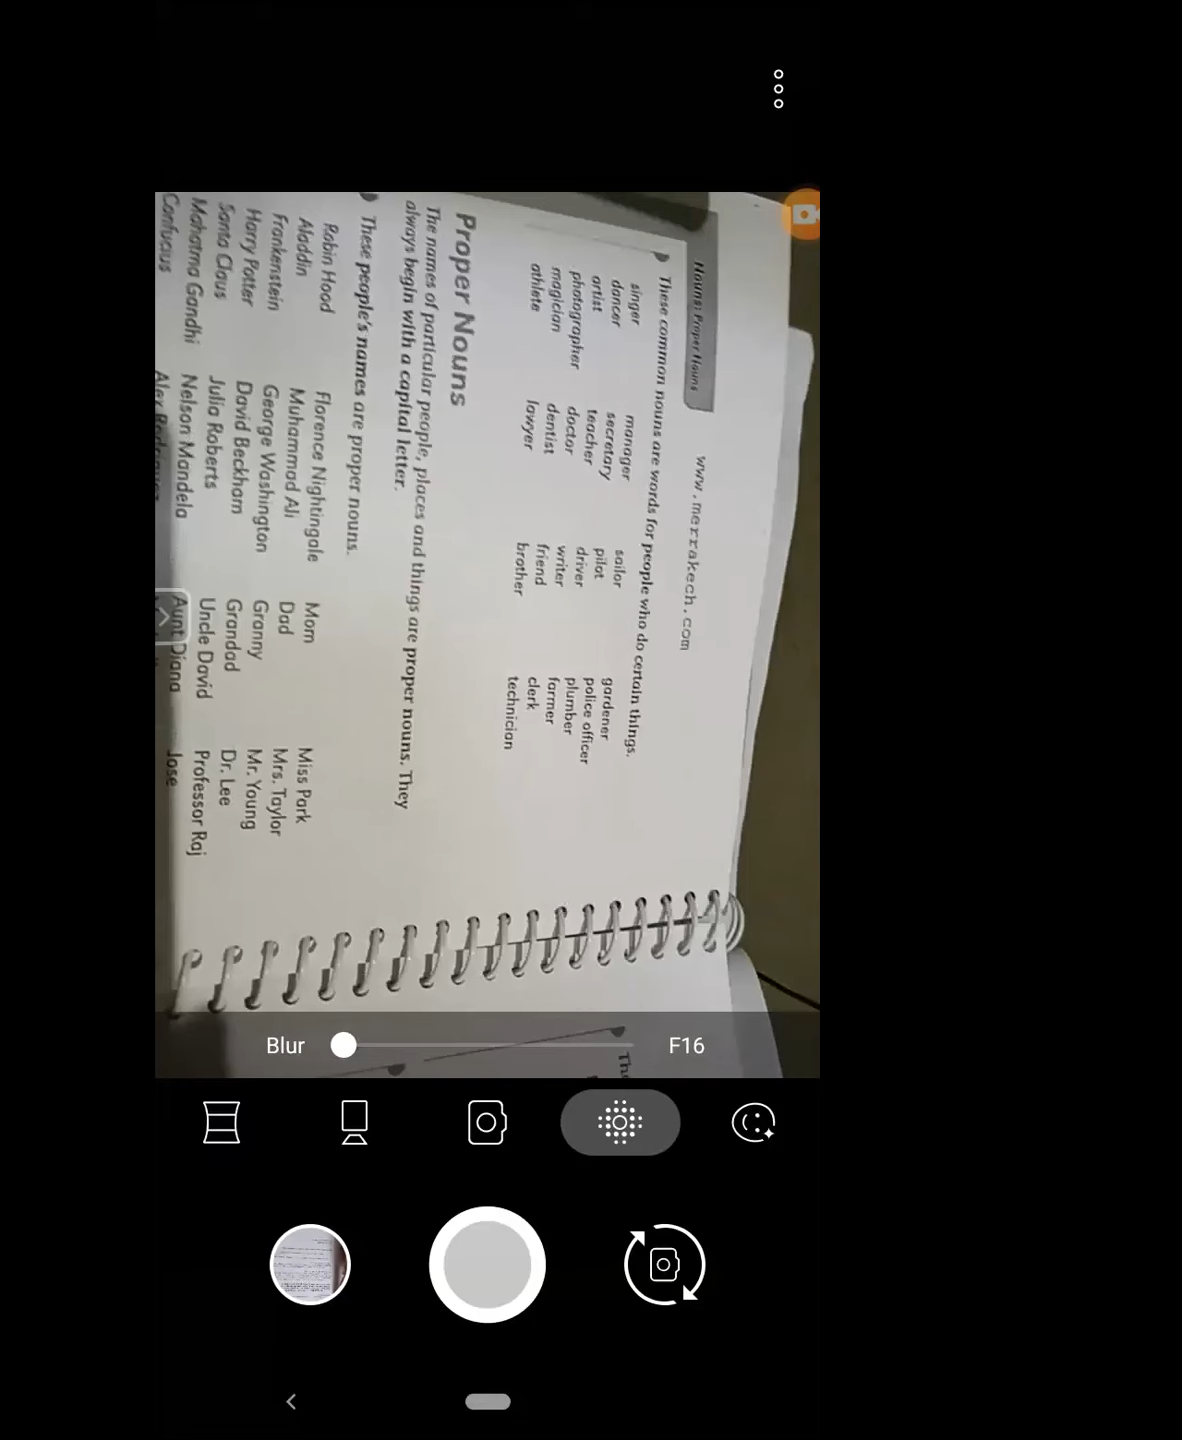 Nouns: Proper Nouns
www.merrakech.com
These common nouns are words for people who do certain things.
singer manager sailor gardener
dancer secretary pilot police officer
artist teacher driver plumber
photographer doctor writer farmer
magician dentist friend clerk
athlete lawyer brother technician
Proper Nouns
The names of particular people, places and things are proper nouns. They
always begin with a capital letter.
These people's names are proper nouns.
Robin Hood Florence Nightingale Mom Miss Park
Aladdin Muhammad Ali Dad Mrs. Taylor
Frankenstein George Washington Granny Mr. Young
Harry Potter David Beckham Grandad Dr. Lee
Santa Claus Julia Roberts Uncle David Professor Raj
Mahatma Gandhi Nelson Mandela Aunt Diana Jose
Confucius Alex Rodriguez
Blur F16